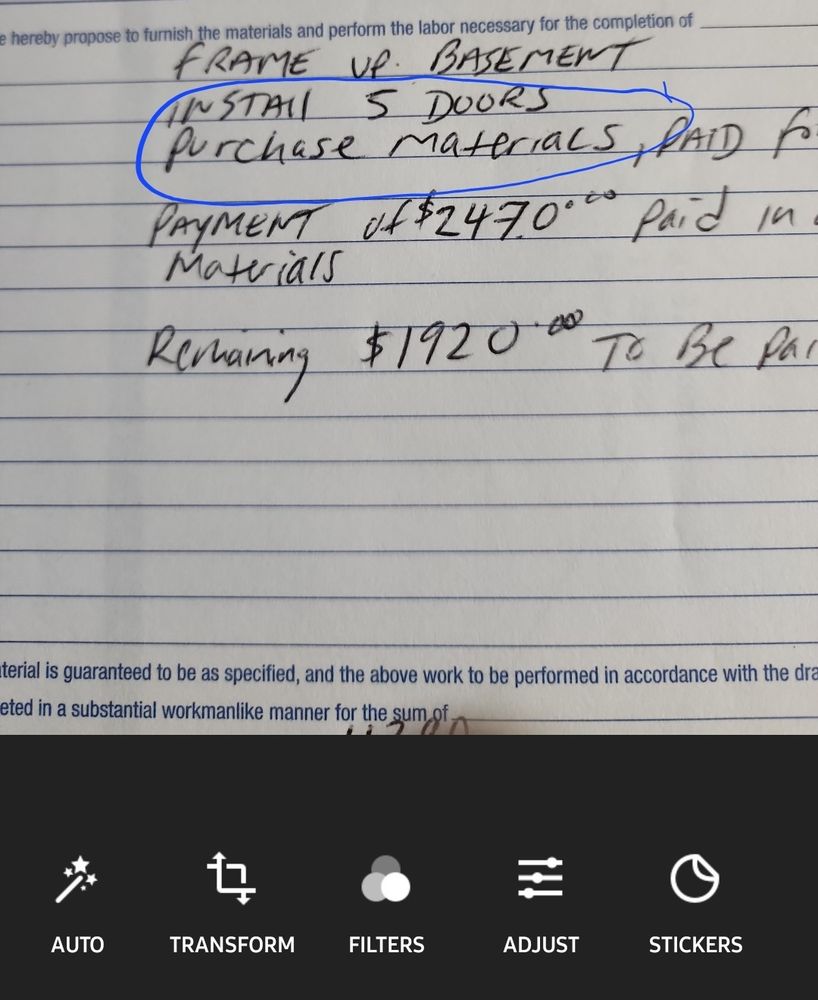 e hereby propose to furnish the materials and perform the labor necessary for the completion of
FRAME UP. BASEMENT
INSTAll 5 DOORS
Purchase MaterIALS, PAID fo
PAYMENT of $2470.00 Paid in
Materials
Remaining $1920.00 To Be Pai
terial is guaranteed to be as specified, and the above work to be performed in accordance with the dra
eted in a substantial workmanlike manner for the sum of
AUTO
TRANSFORM
FILTERS
ADJUST
STICKERS